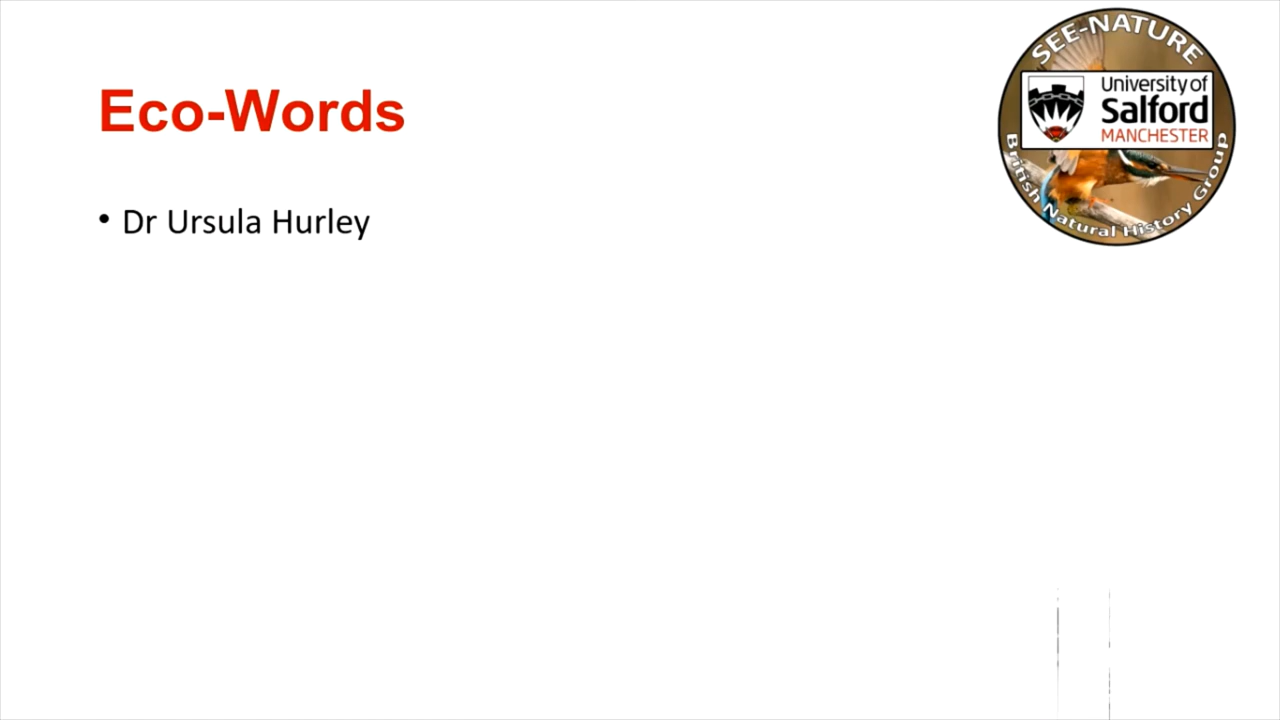 SEE-NATURE
University of
Salford
MANCHESTER
British Natural History Group
Eco-Words
• Dr Ursula Hurley